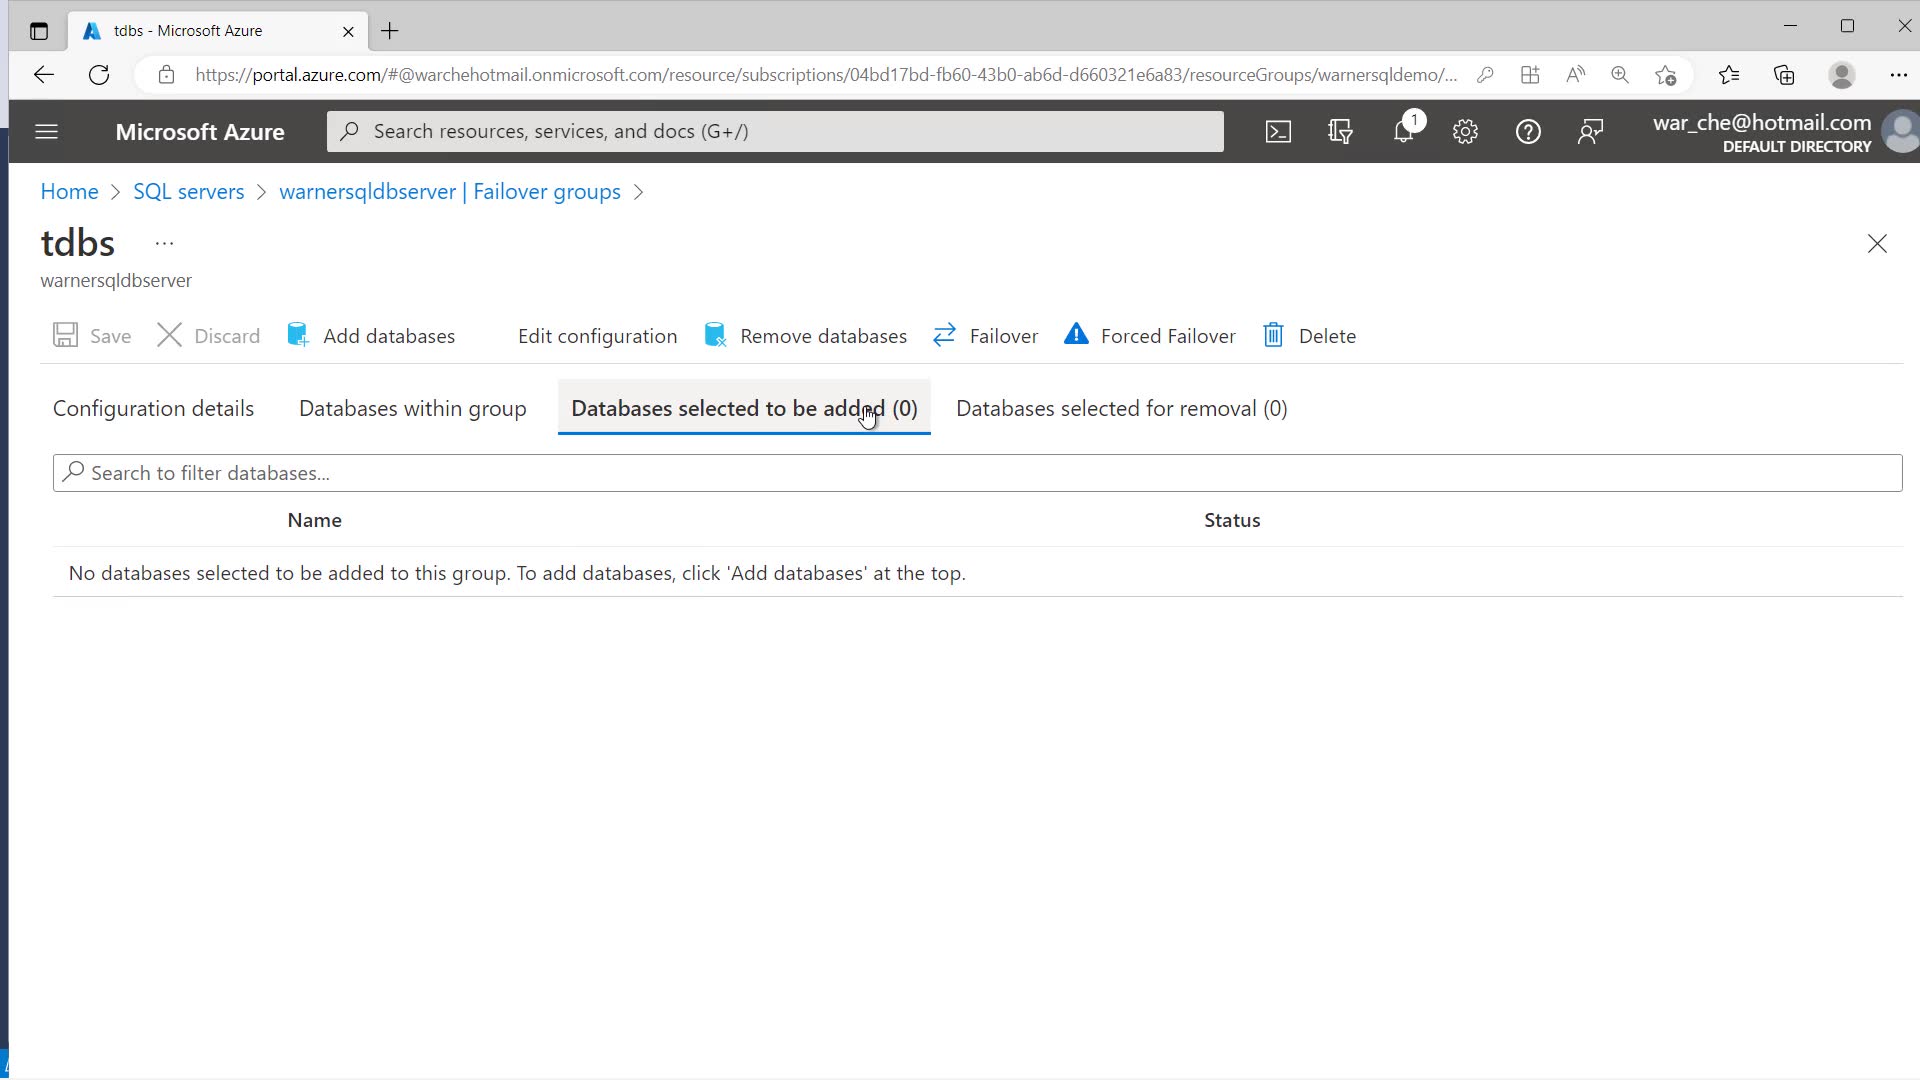 tdbs - Microsoft Azure
https://portal.azure.com/#@warchehotmail.onmicrosoft.com/resource/subscriptions/04bd17bd-fb60-43b0-ab6d-d660321e6a83/resourceGroups/warnersqldemo/...
Microsoft Azure
Search resources, services, and docs (G+/)
1
war_che@hotmail.com
DEFAULT DIRECTORY
Home > SQL servers > warnersqldbserver | Failover groups >
tdbs ...
warnersqldbserver
Save Discard Add databases Edit configuration Remove databases Failover Forced Failover Delete
Configuration details Databases within group Databases selected to be added (0) Databases selected for removal (0)
Search to filter databases...
Name Status
No databases selected to be added to this group. To add databases, click 'Add databases' at the top.